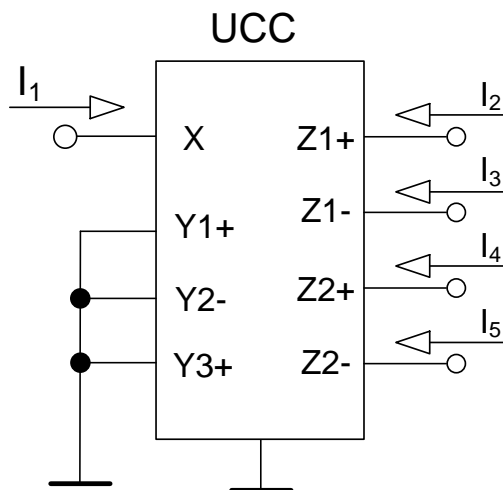 UCC
I₁
X
Y1+
Y2-
Y3+
Z1+
Z1-
Z2+
Z2-
I₂
I₃
I₄
I₅